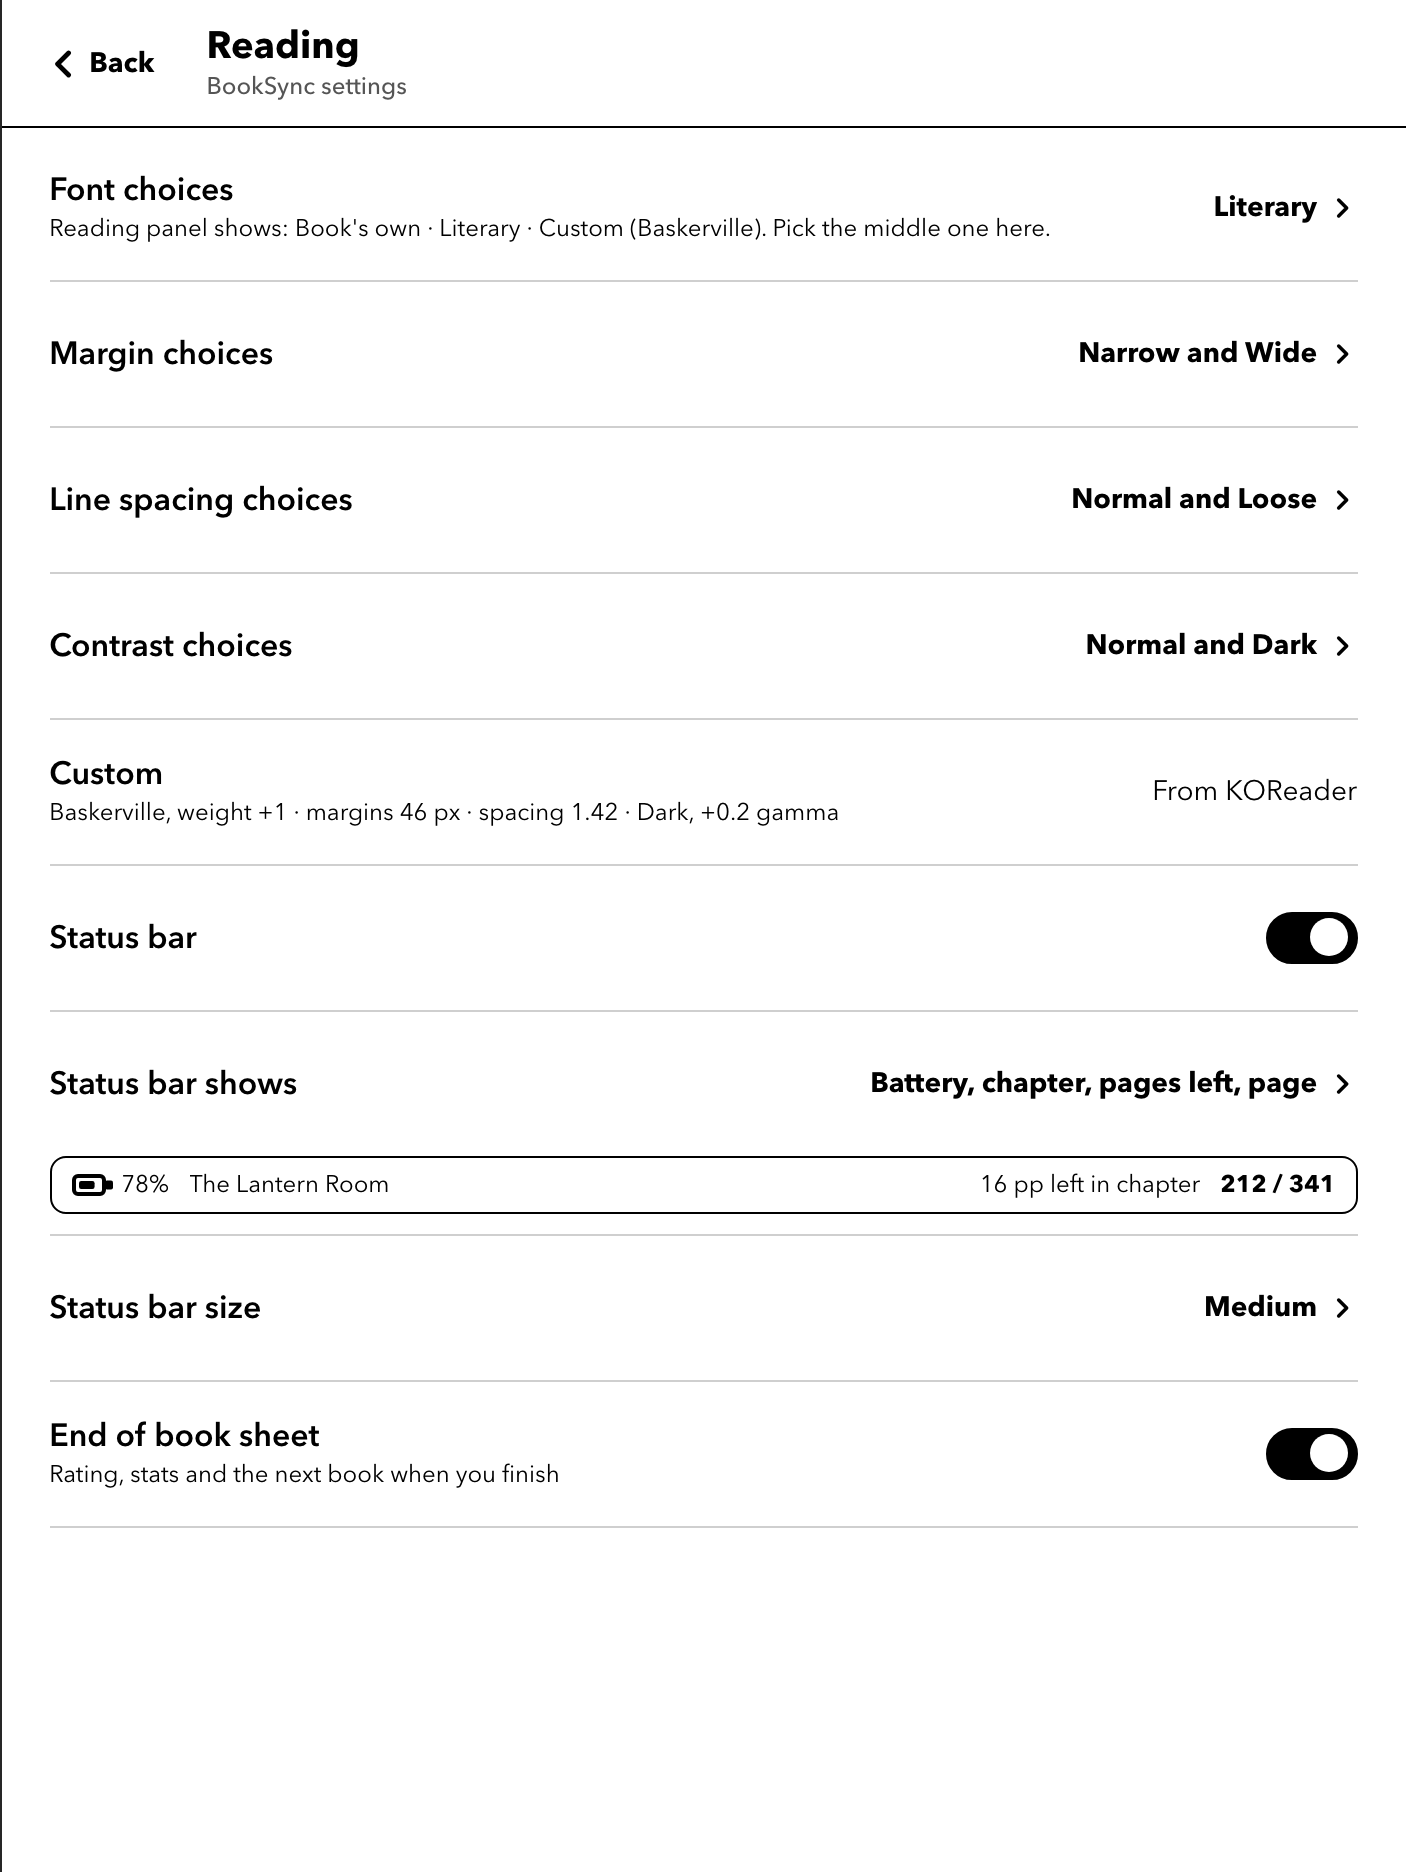 Back
Reading
BookSync settings
Font choices
Reading panel shows: Book's own · Literary · Custom (Baskerville). Pick the middle one here.
Literary
Margin choices
Narrow and Wide
Line spacing choices
Normal and Loose
Contrast choices
Normal and Dark
Custom
Baskerville, weight +1 · margins 46 px · spacing 1.42 · Dark, +0.2 gamma
From KOReader
Status bar
Status bar shows
Battery, chapter, pages left, page
78% The Lantern Room 16 pp left in chapter 212 / 341
Status bar size
Medium
End of book sheet
Rating, stats and the next book when you finish